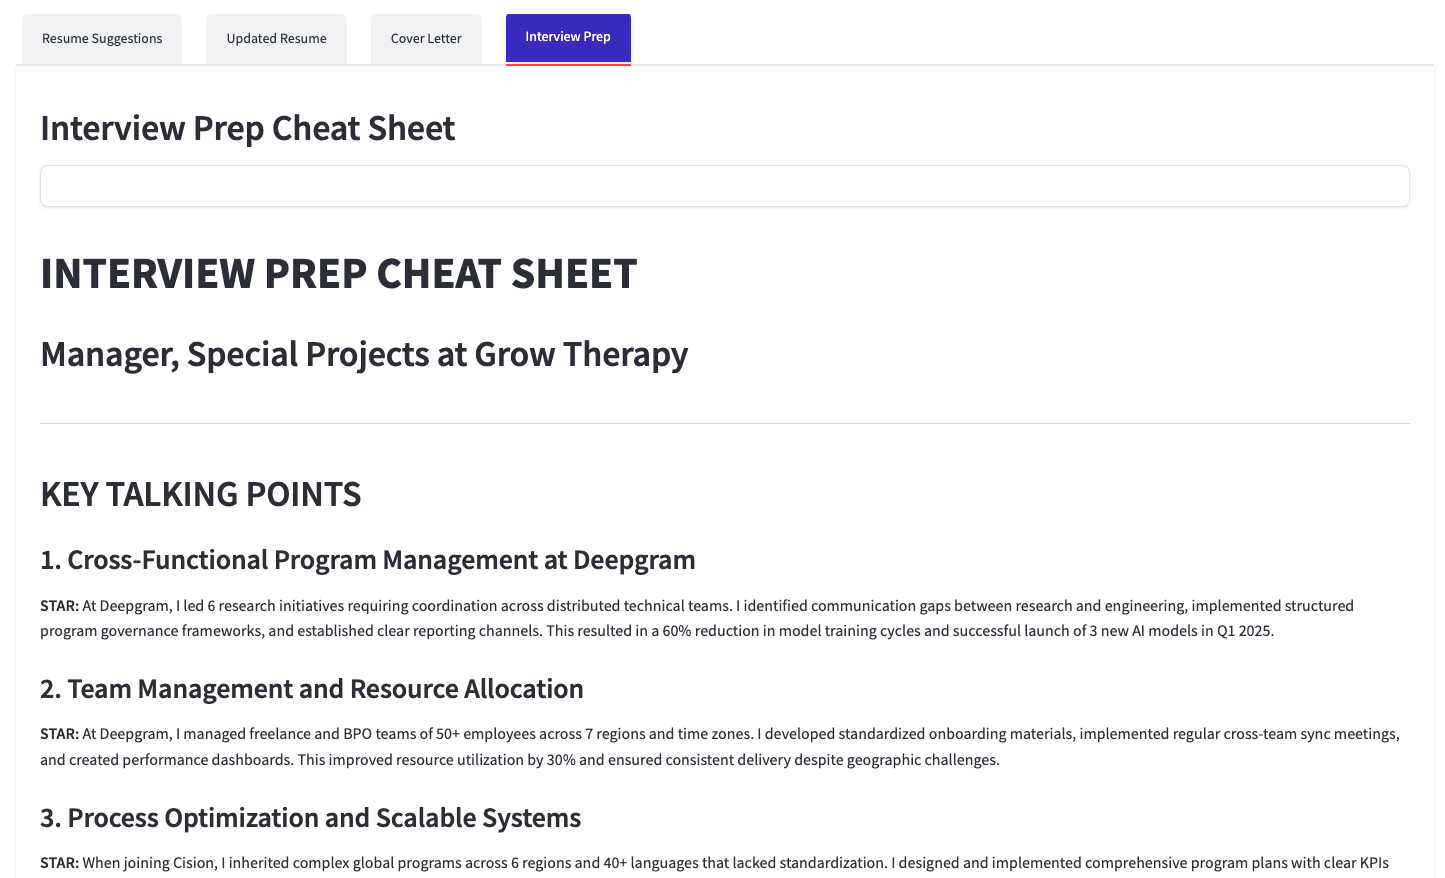 Resume Suggestions
Updated Resume
Cover Letter
Interview Prep
Interview Prep Cheat Sheet
INTERVIEW PREP CHEAT SHEET
Manager, Special Projects at Grow Therapy
KEY TALKING POINTS
1. Cross-Functional Program Management at Deepgram
STAR: At Deepgram, I led 6 research initiatives requiring coordination across distributed technical teams. I identified communication gaps between research and engineering, implemented structured
program governance frameworks, and established clear reporting channels. This resulted in a 60% reduction in model training cycles and successful launch of 3 new AI models in Q1 2025.
2. Team Management and Resource Allocation
STAR: At Deepgram, I managed freelance and BPO teams of 50+ employees across 7 regions and time zones. I developed standardized onboarding materials, implemented regular cross-team sync meetings,
and created performance dashboards. This improved resource utilization by 30% and ensured consistent delivery despite geographic challenges.
3. Process Optimization and Scalable Systems
STAR: When joining Cision, I inherited complex global programs across 6 regions and 40+ languages that lacked standardization. I designed and implemented comprehensive program plans with clear KPIs